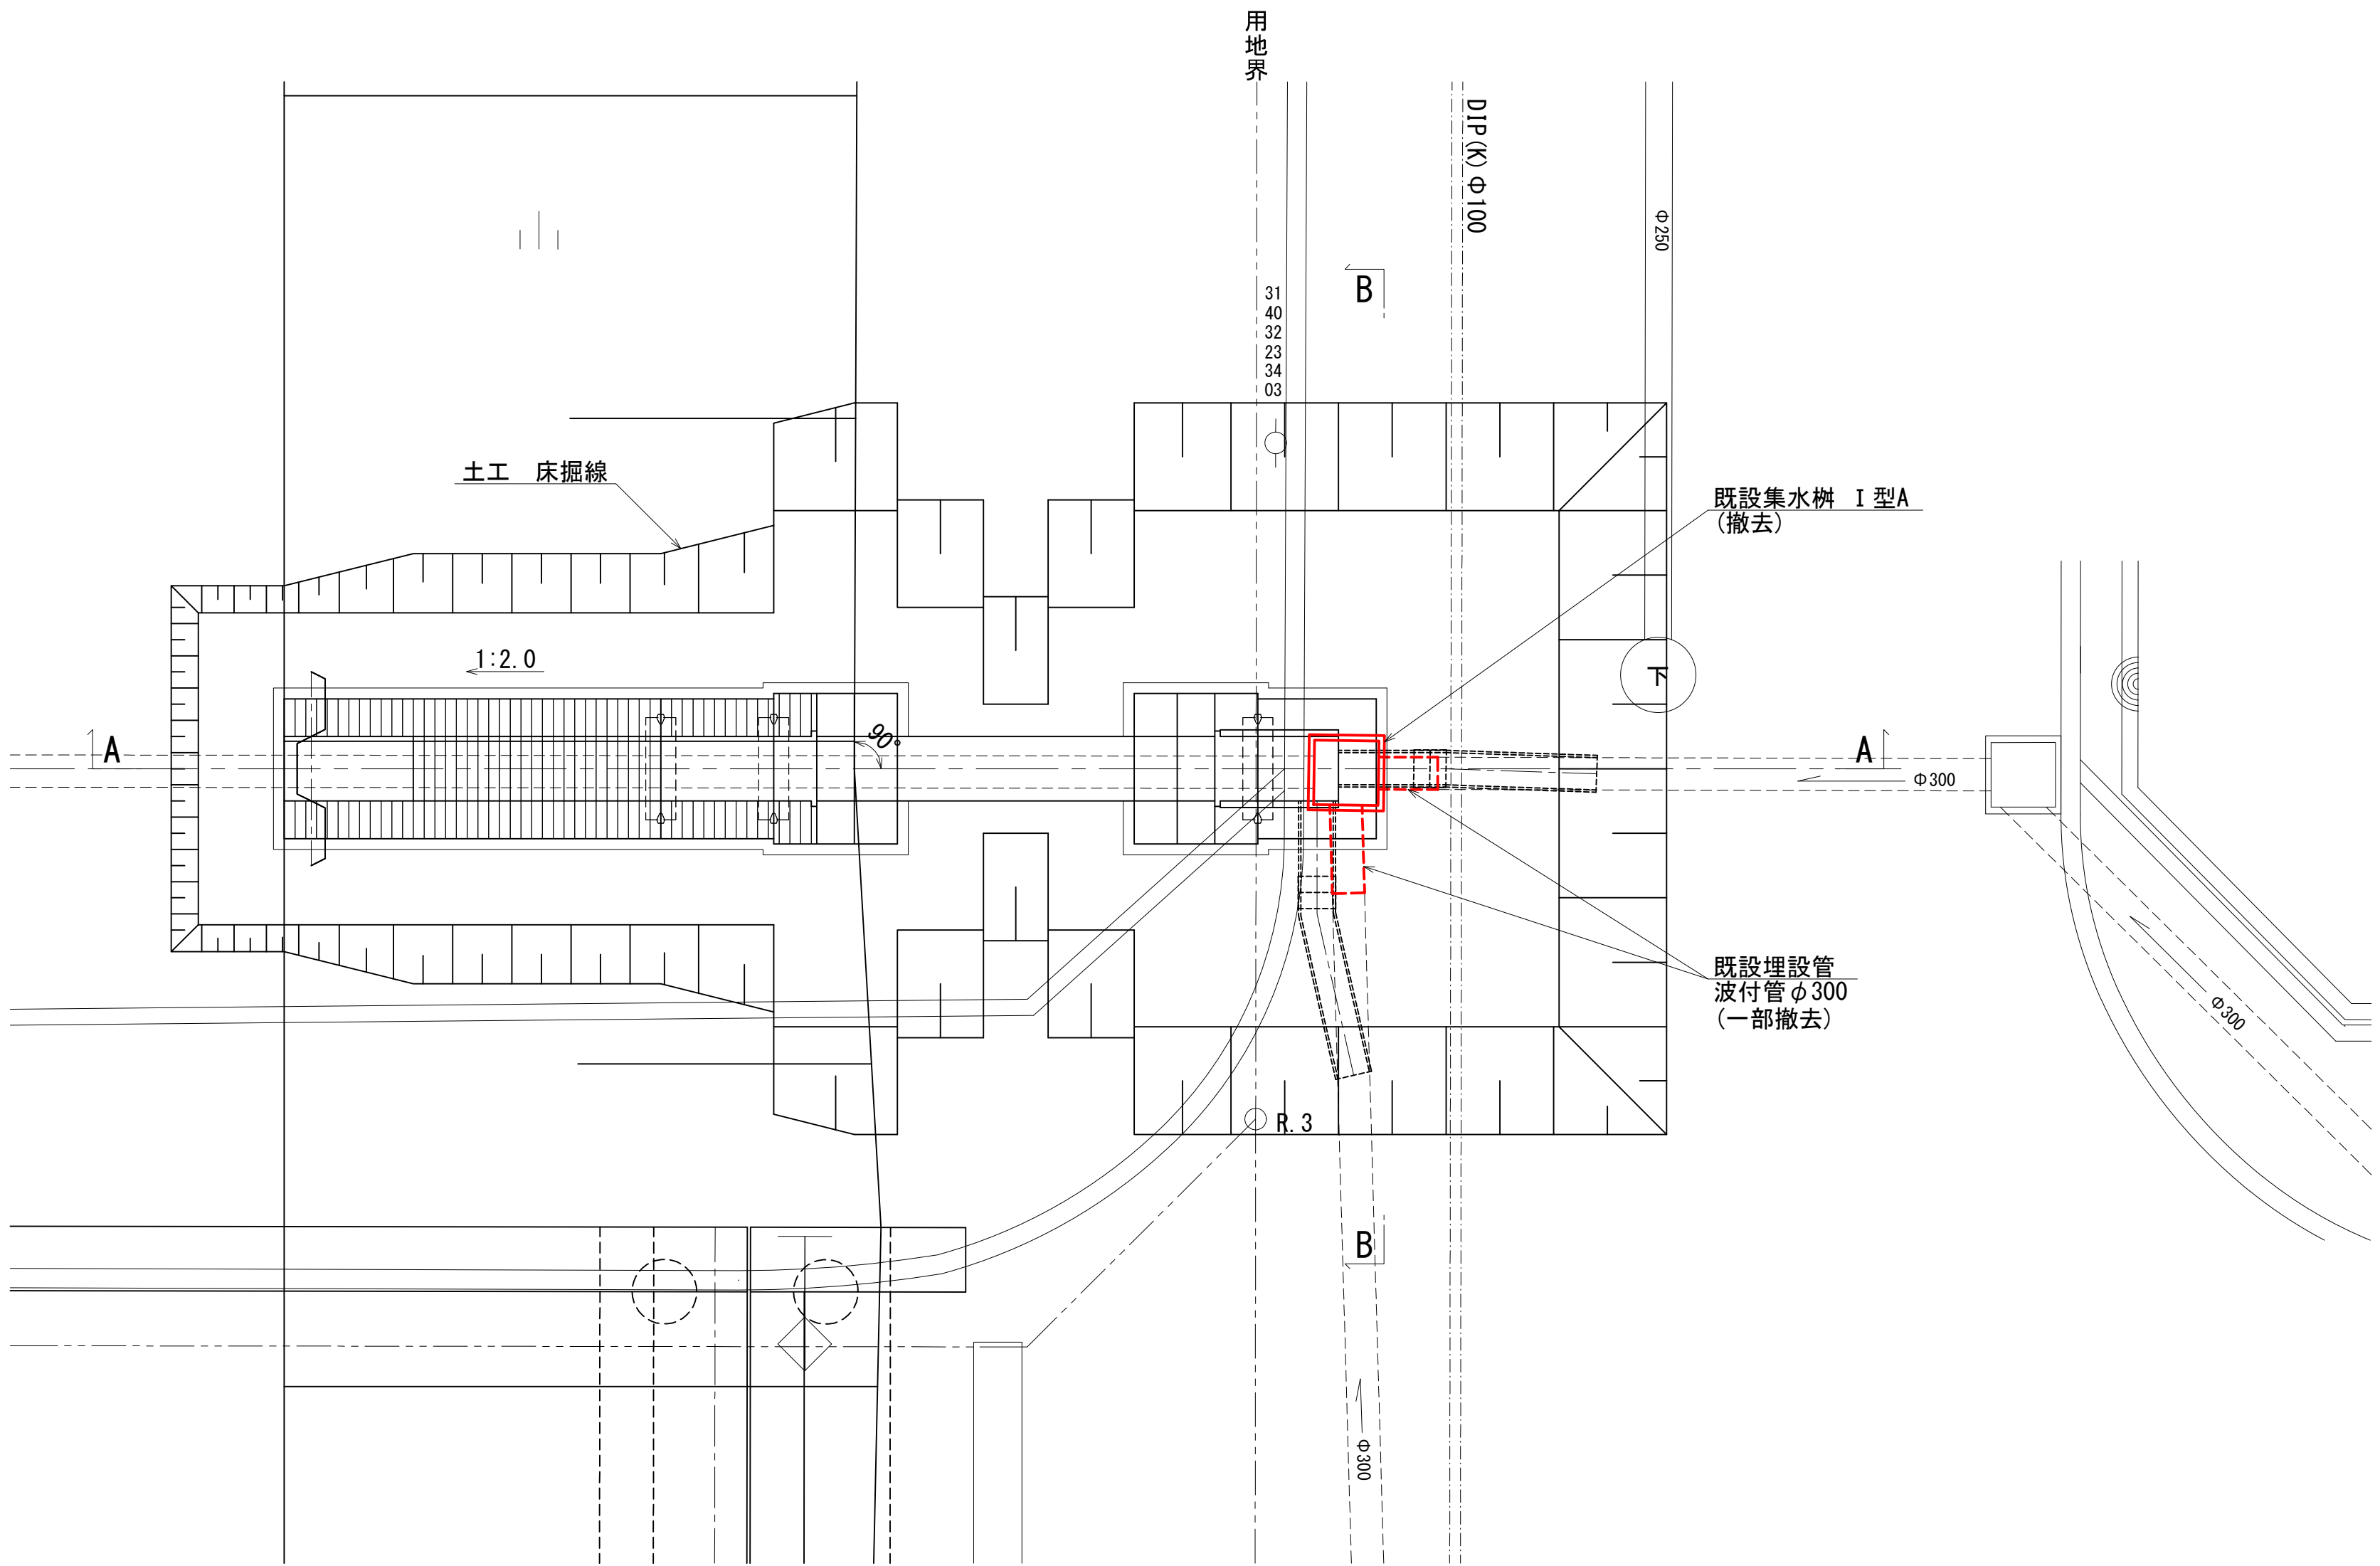 用地界
DIP(K)Φ100
Φ250
B
31
40
32
23
34
03
土工 床掘線
既設集水桝 Ⅰ型A
(撤去)
1:2.0
下
90°
A
A
Φ300
既設埋設管
波付管φ300
(一部撤去)
Φ300
R.3
B
Φ300